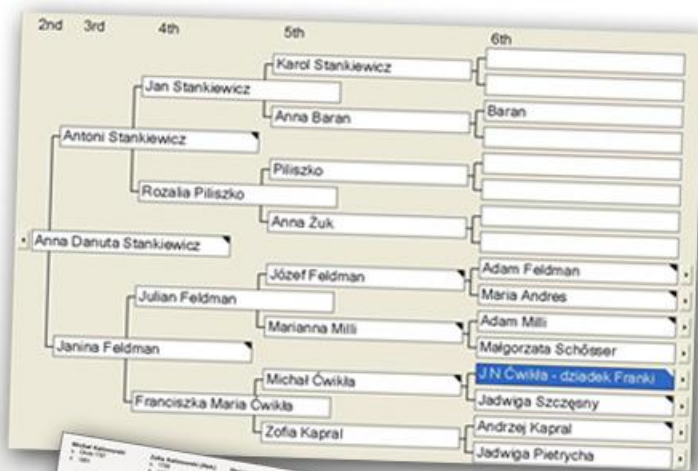 2nd 3rd 4th 5th 6th
Karol Stankiewicz
Jan Stankiewicz
Anna Baran
Baran
Antoni Stankiewicz
Piliszko
Rozalia Piliszko
Anna Żuk
Anna Danuta Stankiewicz
Józef Feldman
Adam Feldman
Julian Feldman
Maria Andres
Marianna Milli
Adam Milli
Małgorzata Schösser
Janina Feldman
Michał Ćwikła
J.N Ćwikła - dziadek Franki
Jadwiga Szczęsny
Franciszka Maria Ćwikła
Zofia Kapral
Andrzej Kapral
Jadwiga Pietrycha